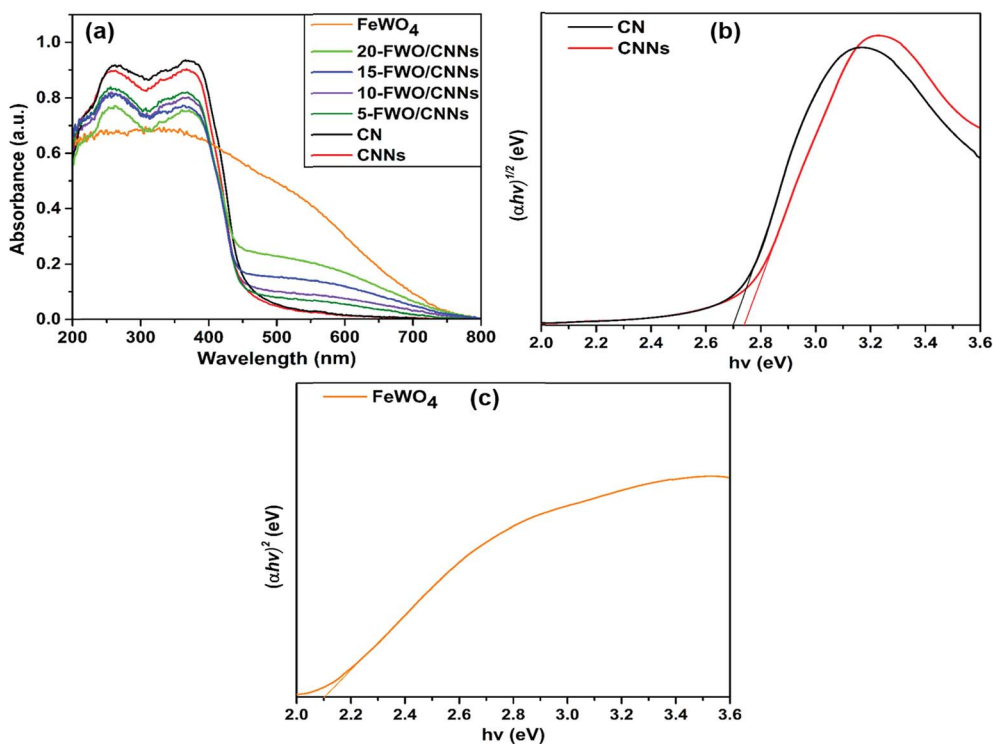 (a)
FeWO4
20-FWO/CNNs
15-FWO/CNNs
10-FWO/CNNs
5-FWO/CNNs
CN
CNNs
Absorbance (a.u.)
1.0
0.8
0.6
0.4
0.2
0.0
200 300 400 500 600 700 800
Wavelength (nm)
(b)
CN
CNNs
(αhv)1/2 (eV)
2.0 2.2 2.4 2.6 2.8 3.0 3.2 3.4 3.6
hv (eV)
FeWO4
(c)
(αhv)2 (eV)
2.0 2.2 2.4 2.6 2.8 3.0 3.2 3.4 3.6
hv (eV)